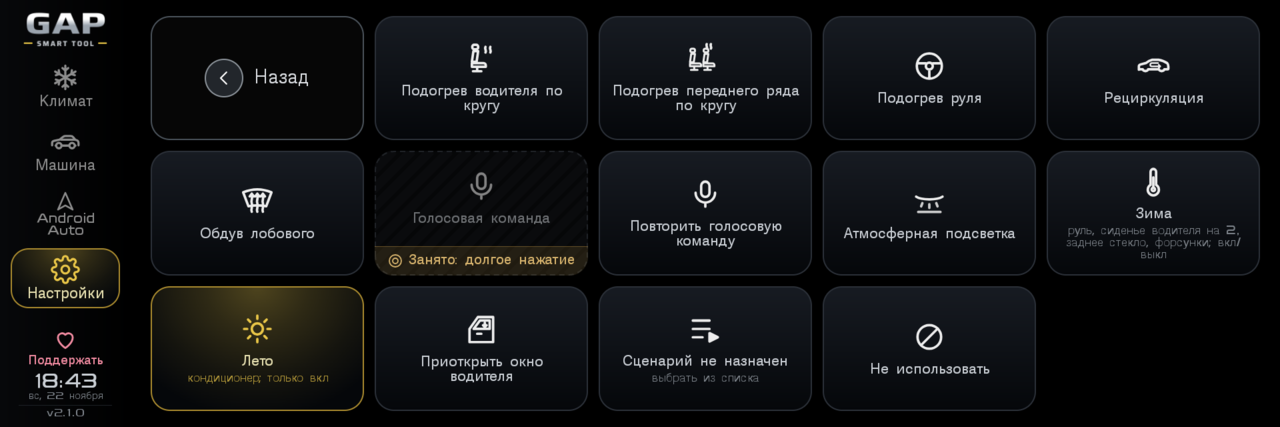 GAP
SMART TOOL
Климат
Машина
Android
Auto
Настройки
Поддержать
18:43
вс, 22 ноября
v2.1.0
Назад
Подогрев водителя по
кругу
Подогрев переднего ряда
по кругу
Подогрев руля
Рециркуляция
Обдув лобового
Голосовая команда
Занято: долгое нажатие
Повторить голосовую
команду
Атмосферная подсветка
Зима
руль, сиденье водителя на 2,
заднее стекло, форсунки; вкл/
выкл
Лето
кондиционер; только вкл
Приоткрыть окно
водителя
Сценарий не назначен
выбрать из списка
Не использовать